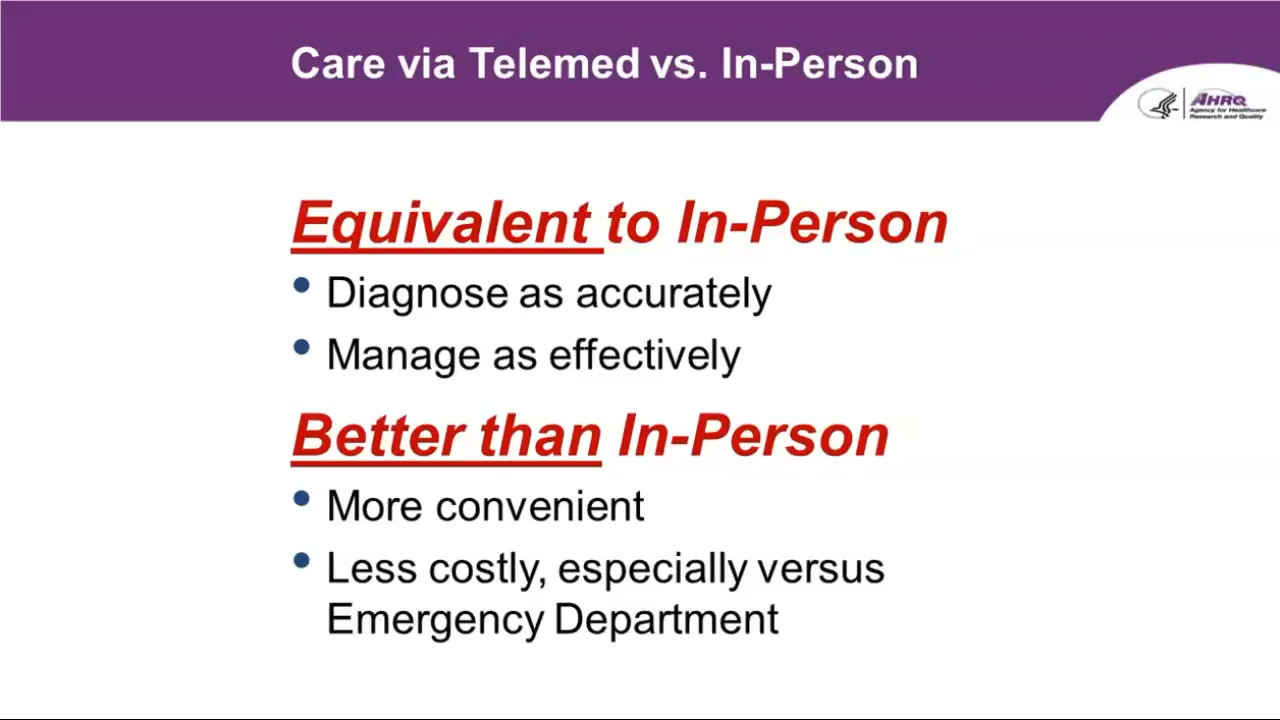 Care via Telemed vs. In-Person
AHRQ
Agency for Healthcare
Research and Quality
Equivalent to In-Person
• Diagnose as accurately
• Manage as effectively
Better than In-Person
• More convenient
• Less costly, especially versus
Emergency Department